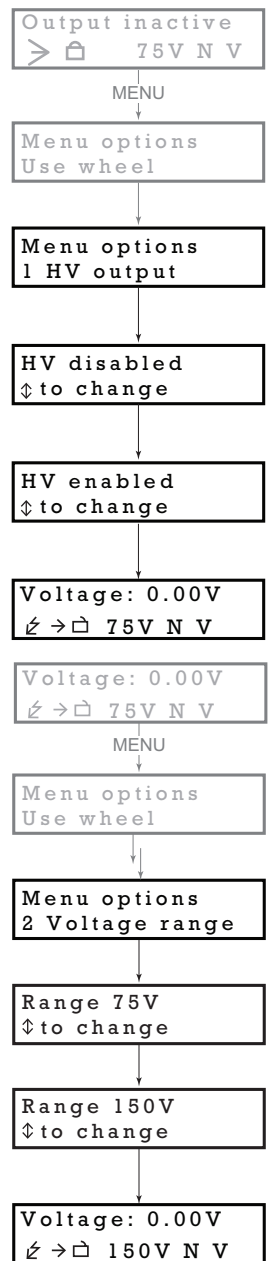 Output inactive
75V N V
MENU
Menu options
Use wheel
Menu options
1 HV output
HV disabled
⇕ to change
HV enabled
⇕ to change
Voltage: 0.00V
→ 75V N V
Voltage: 0.00V
→ 75V N V
MENU
Menu options
Use wheel
Menu options
2 Voltage range
Range 75V
⇕ to change
Range 150V
⇕ to change
Voltage: 0.00V
→ 150V N V